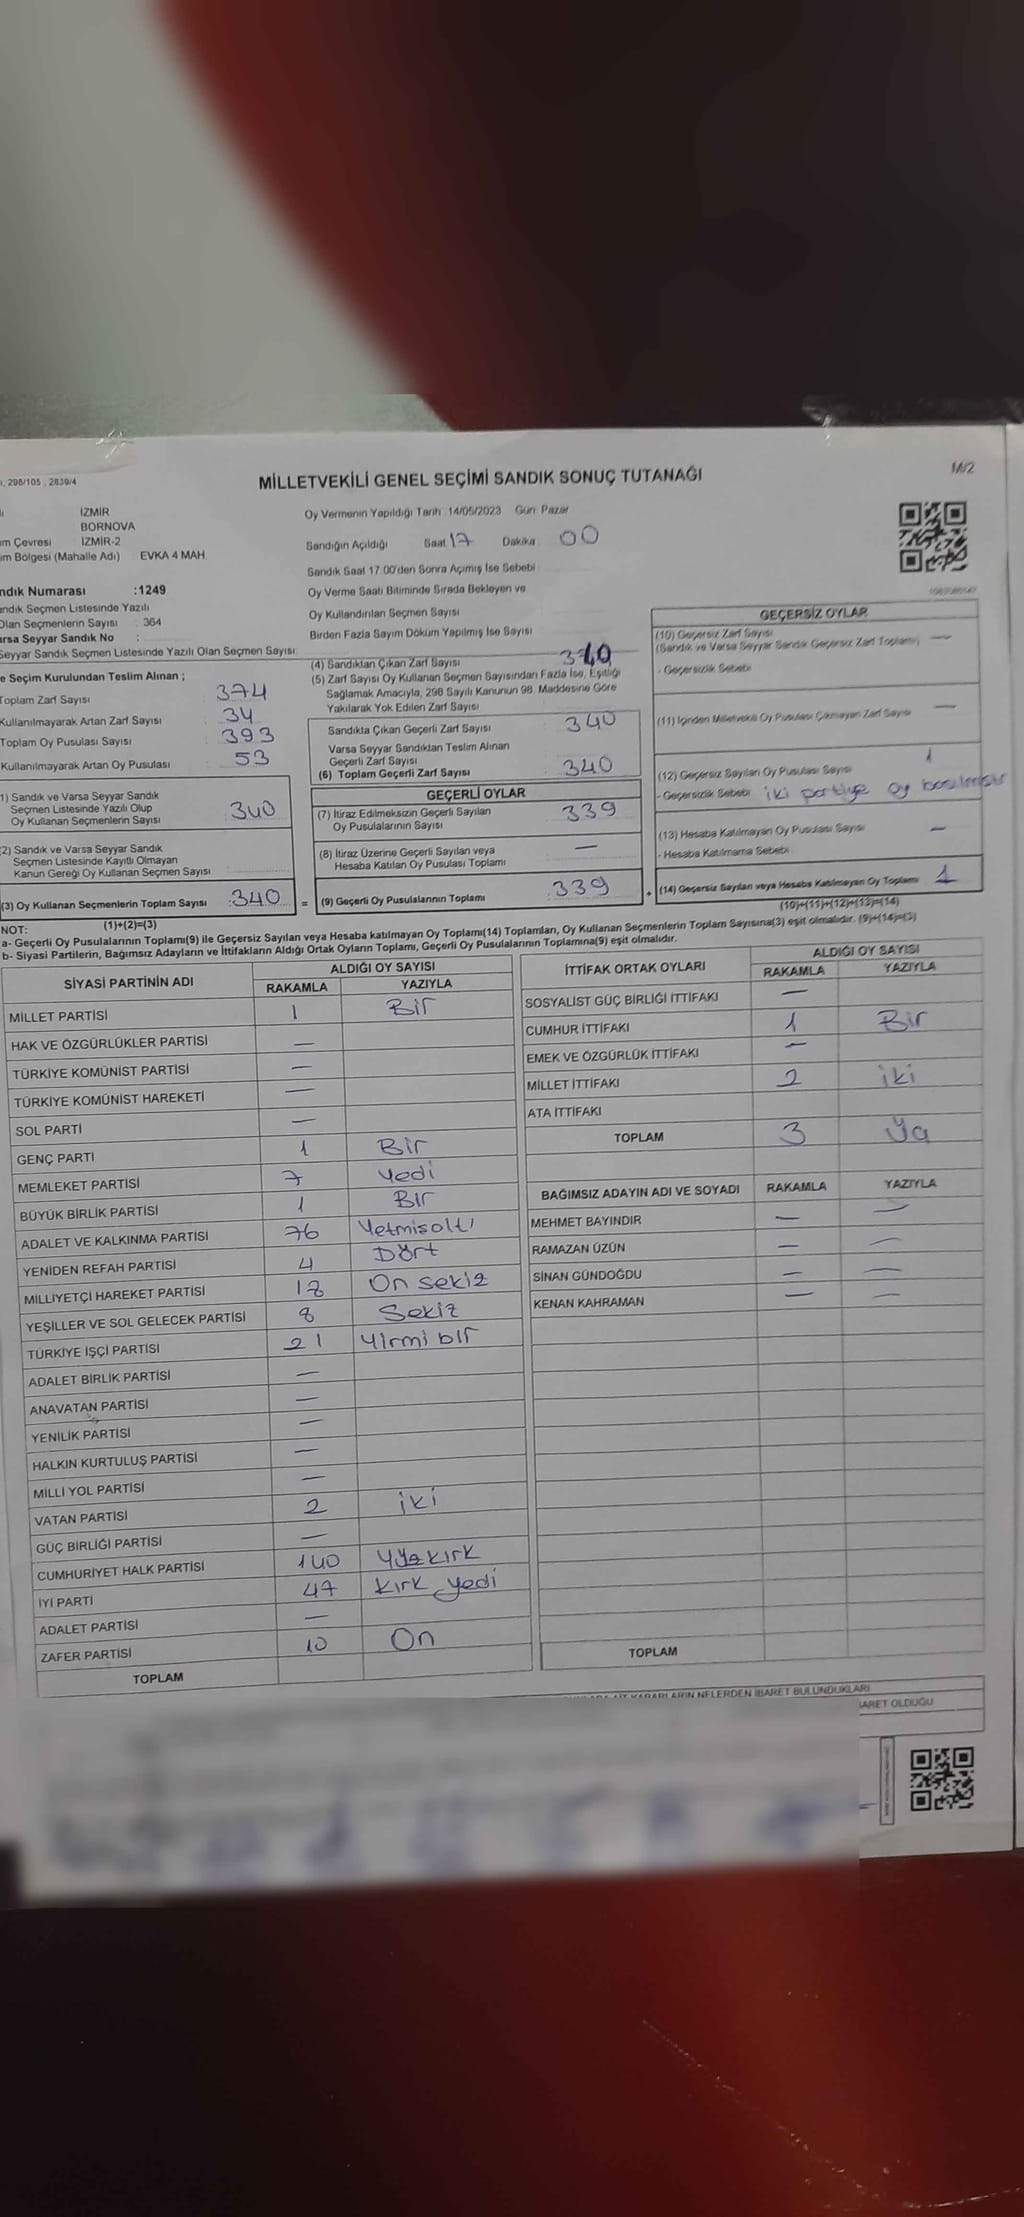 298/105 , 2839/4
M/2
MİLLETVEKİLİ GENEL SEÇİMİ SANDIK SONUÇ TUTANAĞI
İZMİR
BORNOVA
m Çevresi İZMİR-2
im Bölgesi (Mahalle Adı) EVKA 4 MAH
ndık Numarası :1249
andık Seçmen Listesinde Yazılı
Olan Seçmenlerin Sayısı : 364
arsa Seyyar Sandık No :
Seyyar Sandık Seçmen Listesinde Yazılı Olan Seçmen Sayısı
e Seçim Kurulundan Teslim Alınan ;
Toplam Zarf Sayısı : 374
Kullanılmayarak Artan Zarf Sayısı : 34
Toplam Oy Pusulası Sayısı : 393
Kullanılmayarak Artan Oy Pusulası : 53
1) Sandık ve Varsa Seyyar Sandık
Seçmen Listesinde Yazılı Olup
Oy Kullanan Seçmenlerin Sayısı : 340
2) Sandık ve Varsa Seyyar Sandık
Seçmen Listesinde Kayıtlı Olmayan
Kanun Gereği Oy Kullanan Seçmen Sayısı :
(3) Oy Kullanan Seçmenlerin Toplam Sayısı : 340 =
(1)+(2)=(3)
Oy Vermenin Yapıldığı Tarih : 14/05/2023 Gün: Pazar
Sandığın Açıldığı Saat 17 Dakika 00
Sandık Saat 17.00'den Sonra Açımış İse Sebebi
Oy Verme Saati Bitiminde Sırada Bekleyen ve
Oy Kullandırılan Seçmen Sayısı
Birden Fazla Sayım Döküm Yapılmış İse Sayısı
(4) Sandıktan Çıkan Zarf Sayısı 340
(5) Zarf Sayısı Oy Kullanan Seçmen Sayısından Fazla İse, Eşitliği
Sağlamak Amacıyla, 298 Sayılı Kanunun 98. Maddesine Göre
Yakılarak Yok Edilen Zarf Sayısı
Sandıkta Çıkan Geçerli Zarf Sayısı : 340
Varsa Seyyar Sandıktan Teslim Alınan
Geçerli Zarf Sayısı
(6) Toplam Geçerli Zarf Sayısı 340
GEÇERLİ OYLAR
(7) İtiraz Edilmeksizin Geçerli Sayılan
Oy Pusulalarının Sayısı 339
(8) İtiraz Üzerine Geçerli Sayılan veya
Hesaba Katılan Oy Pusulası Toplamı —
(9) Geçerli Oy Pusulalarının Toplamı : 339 +
GEÇERSİZ OYLAR
(10) Geçersiz Zarf Sayısı
(Sandık ve Varsa Seyyar Sandık Geçersiz Zarf Toplamı) —
- Geçersizlik Sebebi
(11) İçinden Milletvekili Oy Pusulası Çıkmayan Zarf Sayısı —
(12) Geçersiz Sayılan Oy Pusulası Sayısı 1
- Geçersizlik Sebebi iki partiye oy basılmıştır
(13) Hesaba Katılmayan Oy Pusulası Sayısı —
- Hesaba Katılmama Sebebi
(14) Geçersiz Sayılan veya Hesaba Katılmayan Oy Toplamı 1
(10)+(11)+(12)+(13)=(14)
NOT:
a- Geçerli Oy Pusulalarının Toplamı(9) ile Geçersiz Sayılan veya Hesaba katılmayan Oy Toplamı(14) Toplamları, Oy Kullanan Seçmenlerin Toplam Sayısına(3) eşit olmalıdır. (9)+(14)=(3)
b- Siyasi Partilerin, Bağımsız Adayların ve İttifakların Aldığı Ortak Oyların Toplamı, Geçerli Oy Pusulalarının Toplamına(9) eşit olmalıdır.
SİYASİ PARTİNİN ADI ALDIĞI OY SAYISI
RAKAMLA YAZIYLA
MİLLET PARTİSİ 1 Bir
HAK VE ÖZGÜRLÜKLER PARTİSİ —
TÜRKİYE KOMÜNİST PARTİSİ —
TÜRKİYE KOMÜNİST HAREKETİ —
SOL PARTİ —
GENÇ PARTİ 1 Bir
MEMLEKET PARTİSİ 7 yedi
BÜYÜK BİRLİK PARTİSİ 1 Bir
ADALET VE KALKINMA PARTİSİ 76 Yetmişaltı
YENİDEN REFAH PARTİSİ 4 Dört
MİLLİYETÇİ HAREKET PARTİSİ 18 On sekiz
YEŞİLLER VE SOL GELECEK PARTİSİ 8 Sekiz
TÜRKİYE İŞÇİ PARTİSİ 21 Yirmi bir
ADALET BİRLİK PARTİSİ —
ANAVATAN PARTİSİ —
YENİLİK PARTİSİ —
HALKIN KURTULUŞ PARTİSİ —
MİLLİ YOL PARTİSİ —
VATAN PARTİSİ 2 iki
GÜÇ BİRLİĞİ PARTİSİ —
CUMHURİYET HALK PARTİSİ 140 Yüzkırk
İYİ PARTİ 47 kırk yedi
ADALET PARTİSİ —
ZAFER PARTİSİ 10 On
TOPLAM
İTTİFAK ORTAK OYLARI ALDIĞI OY SAYISI
RAKAMLA YAZIYLA
SOSYALİST GÜÇ BİRLİĞİ İTTİFAKI —
CUMHUR İTTİFAKI 1 Bir
EMEK VE ÖZGÜRLÜK İTTİFAKI —
MİLLET İTTİFAKI 2 iki
ATA İTTİFAKI
TOPLAM 3
BAĞIMSIZ ADAYIN ADI VE SOYADI RAKAMLA YAZIYLA
MEHMET BAYINDIR — —
RAMAZAN ÜZÜN — —
SİNAN GÜNDOĞDU — —
KENAN KAHRAMAN — —
TOPLAM
KARARLARIN NELERDEN İBARET BULUNDUKLARI
BARET OLDUĞU